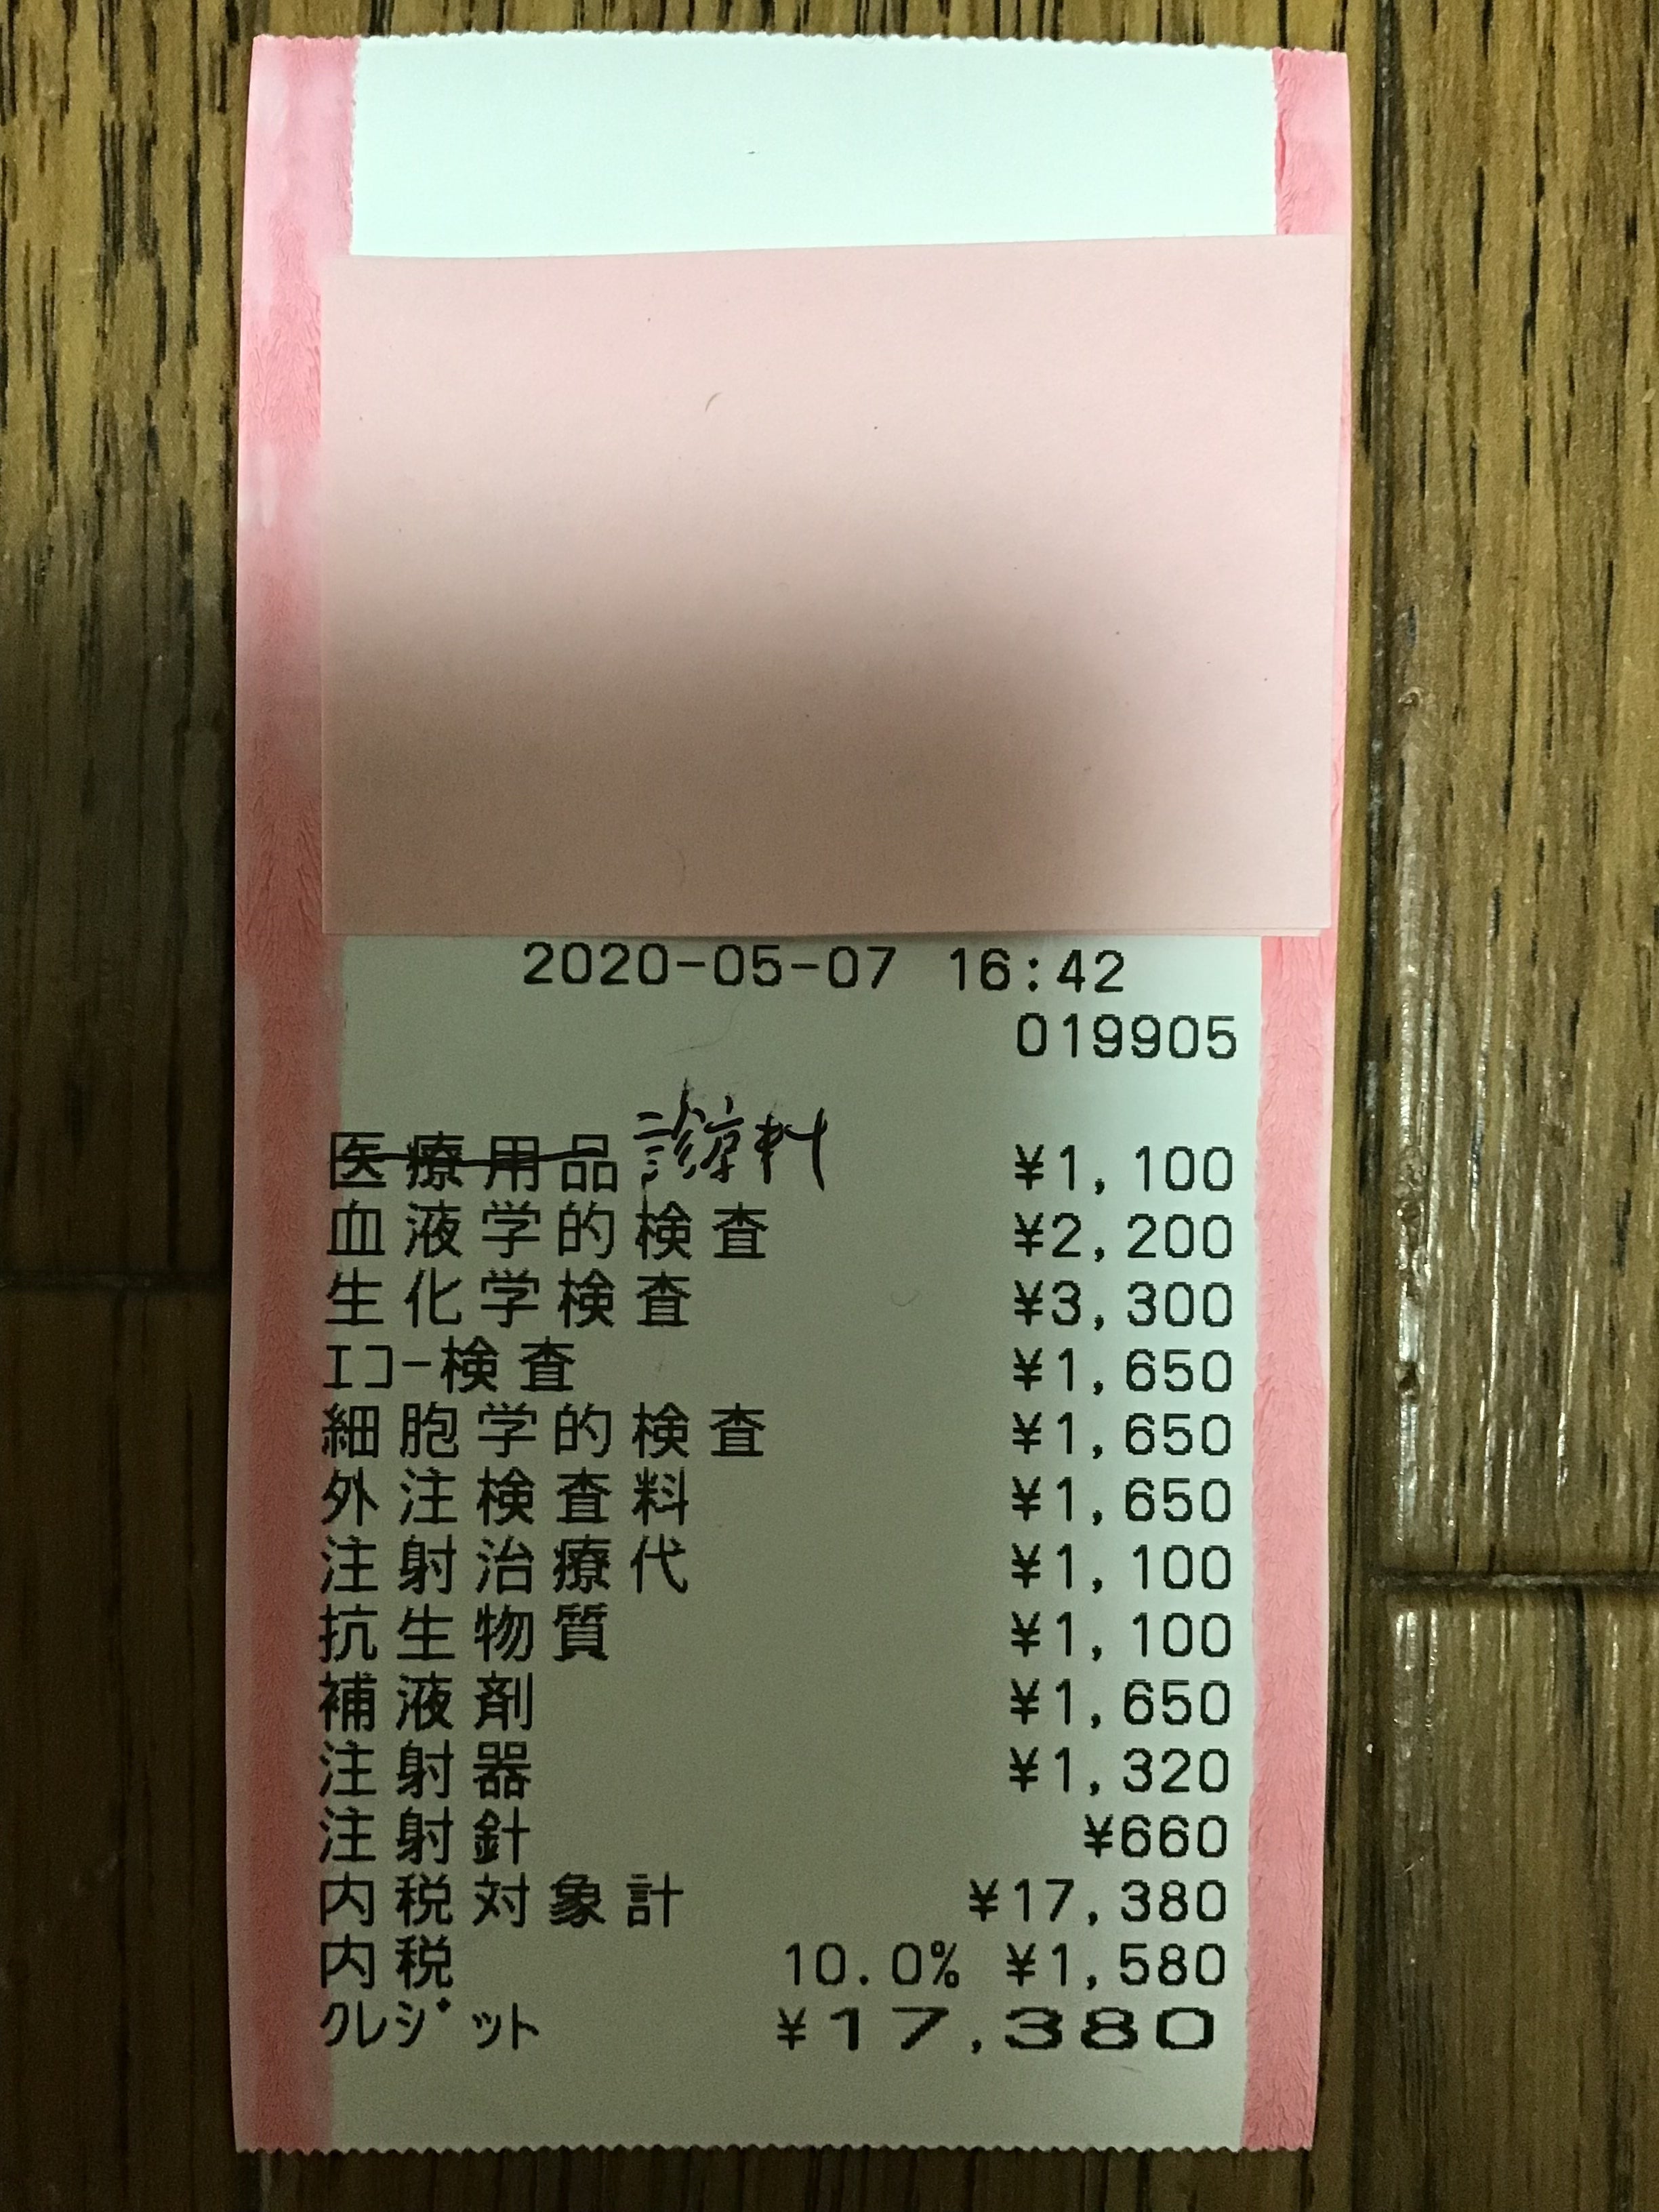 2020-05-07 16:42
019905
医療用品 診療料 ¥1,100
血液学的検査 ¥2,200
生化学検査 ¥3,300
エコー検査 ¥1,650
細胞学的検査 ¥1,650
外注検査料 ¥1,650
注射治療代 ¥1,100
抗生物質 ¥1,100
補液剤 ¥1,650
注射器 ¥1,320
注射針 ¥660
内税対象計 ¥17,380
内税 10.0% ¥1,580
クレジット ¥17,380